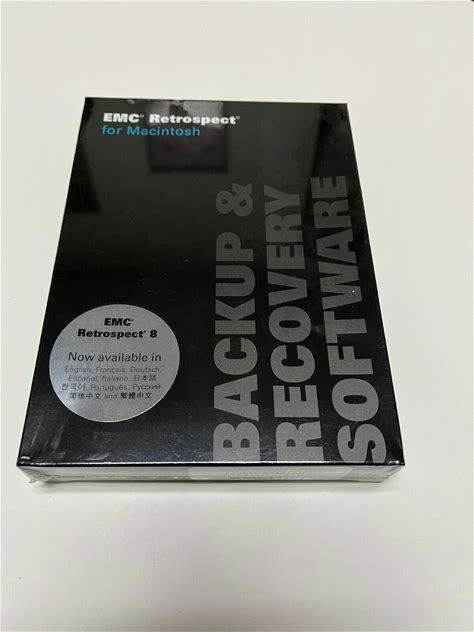 EMC® Retrospect®
for Macintosh
BACKUP &
RECOVERY
SOFTWARE
EMC®
Retrospect® 8
Now available in
English, Français, Deutsch,
Español, Italiano, 日本語
한국어, Português, Русский
简体中文 and 繁體中文